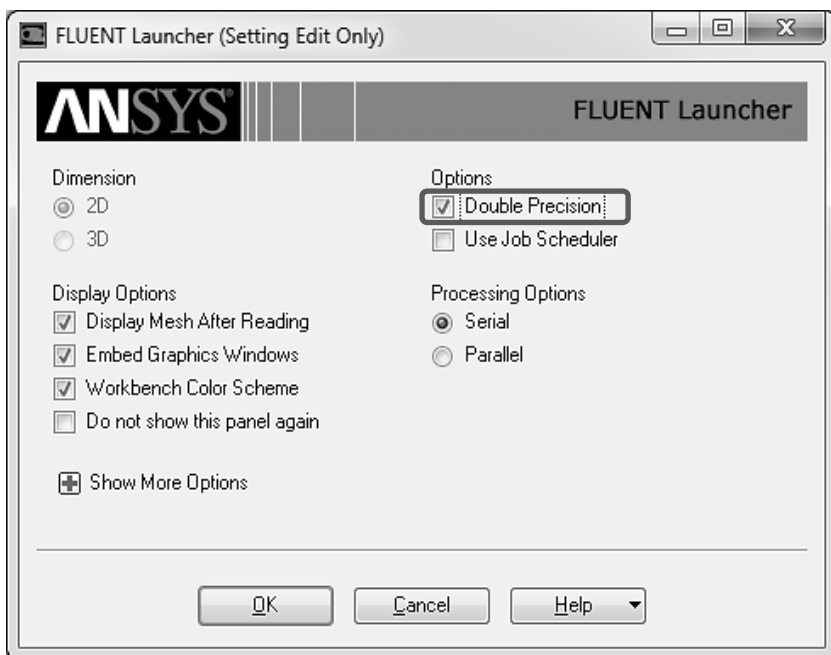 FLUENT Launcher (Setting Edit Only)
ANSYS®
FLUENT Launcher
Dimension
2D
3D
Options
Double Precision
Use Job Scheduler
Display Options
Display Mesh After Reading
Embed Graphics Windows
Workbench Color Scheme
Do not show this panel again
Processing Options
Serial
Parallel
Show More Options
OK
Cancel
Help